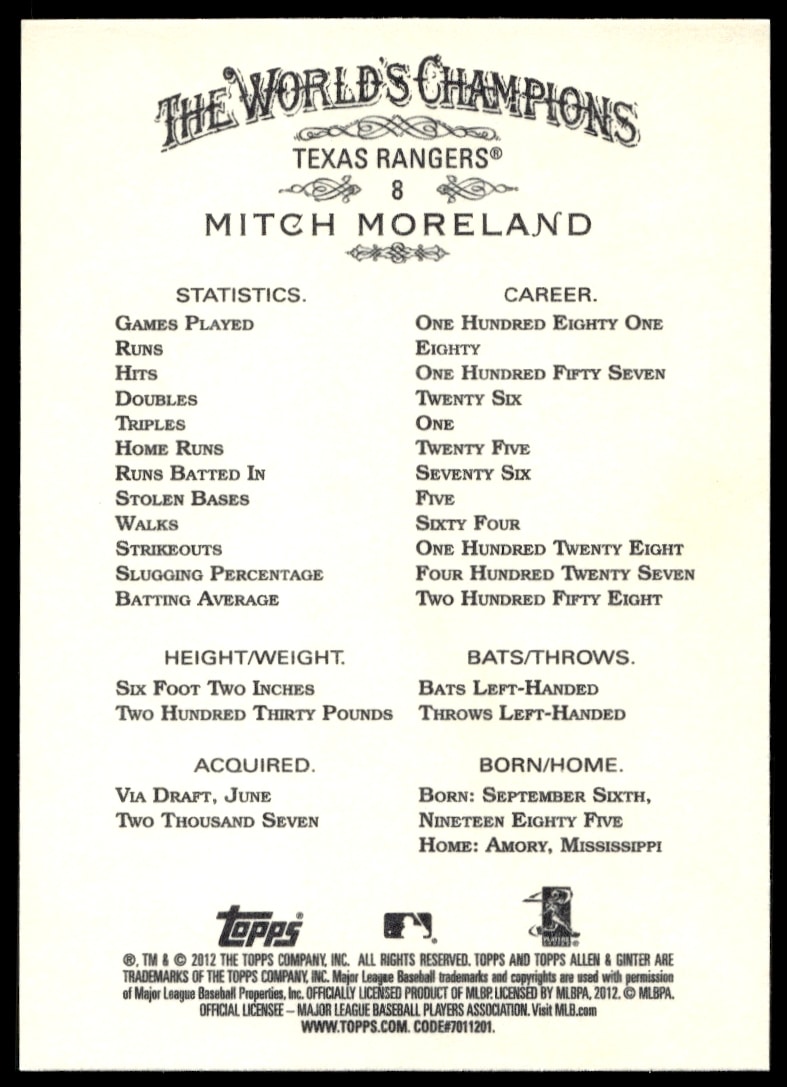 THE WORLD'S CHAMPIONS
TEXAS RANGERS®
8
MITCH MORELAND
STATISTICS. CAREER.
GAMES PLAYED ONE HUNDRED EIGHTY ONE
RUNS EIGHTY
HITS ONE HUNDRED FIFTY SEVEN
DOUBLES TWENTY SIX
TRIPLES ONE
HOME RUNS TWENTY FIVE
RUNS BATTED IN SEVENTY SIX
STOLEN BASES FIVE
WALKS SIXTY FOUR
STRIKEOUTS ONE HUNDRED TWENTY EIGHT
SLUGGING PERCENTAGE FOUR HUNDRED TWENTY SEVEN
BATTING AVERAGE TWO HUNDRED FIFTY EIGHT
HEIGHT/WEIGHT.
SIX FOOT TWO INCHES
TWO HUNDRED THIRTY POUNDS
BATS/THROWS.
BATS LEFT-HANDED
THROWS LEFT-HANDED
ACQUIRED.
VIA DRAFT, JUNE
TWO THOUSAND SEVEN
BORN/HOME.
BORN: SEPTEMBER SIXTH,
NINETEEN EIGHTY FIVE
HOME: AMORY, MISSISSIPPI
topps®
®, TM & © 2012 THE TOPPS COMPANY, INC. ALL RIGHTS RESERVED. TOPPS AND TOPPS ALLEN & GINTER ARE
TRADEMARKS OF THE TOPPS COMPANY, INC. Major League Baseball trademarks and copyrights are used with permission
of Major League Baseball Properties, Inc. OFFICIALLY LICENSED PRODUCT OF MLBP. LICENSED BY MLBPA, 2012. © MLBPA.
OFFICIAL LICENSEE – MAJOR LEAGUE BASEBALL PLAYERS ASSOCIATION. Visit MLB.com
WWW.TOPPS.COM. CODE#7011201.